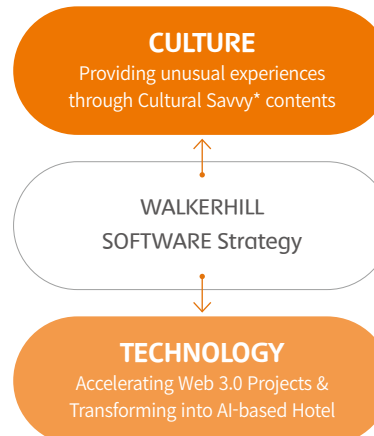 CULTURE
Providing unusual experiences
through Cultural Savvy* contents
WALKERHILL
SOFTWARE Strategy
TECHNOLOGY
Accelerating Web 3.0 Projects &
Transforming into AI-based Hotel